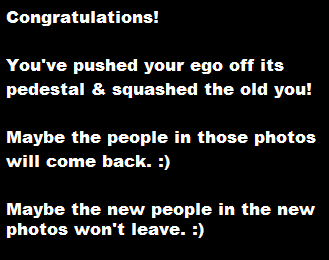 Congratulations!
You've pushed your ego off its
pedestal & squashed the old you!
Maybe the people in those photos
will come back. :)
Maybe the new people in the new
photos won't leave. :)